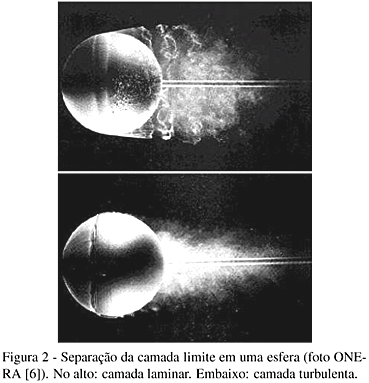 Figura 2 - Separação da camada limite em uma esfera (foto ONE-
RA [6]). No alto: camada laminar. Embaixo: camada turbulenta.